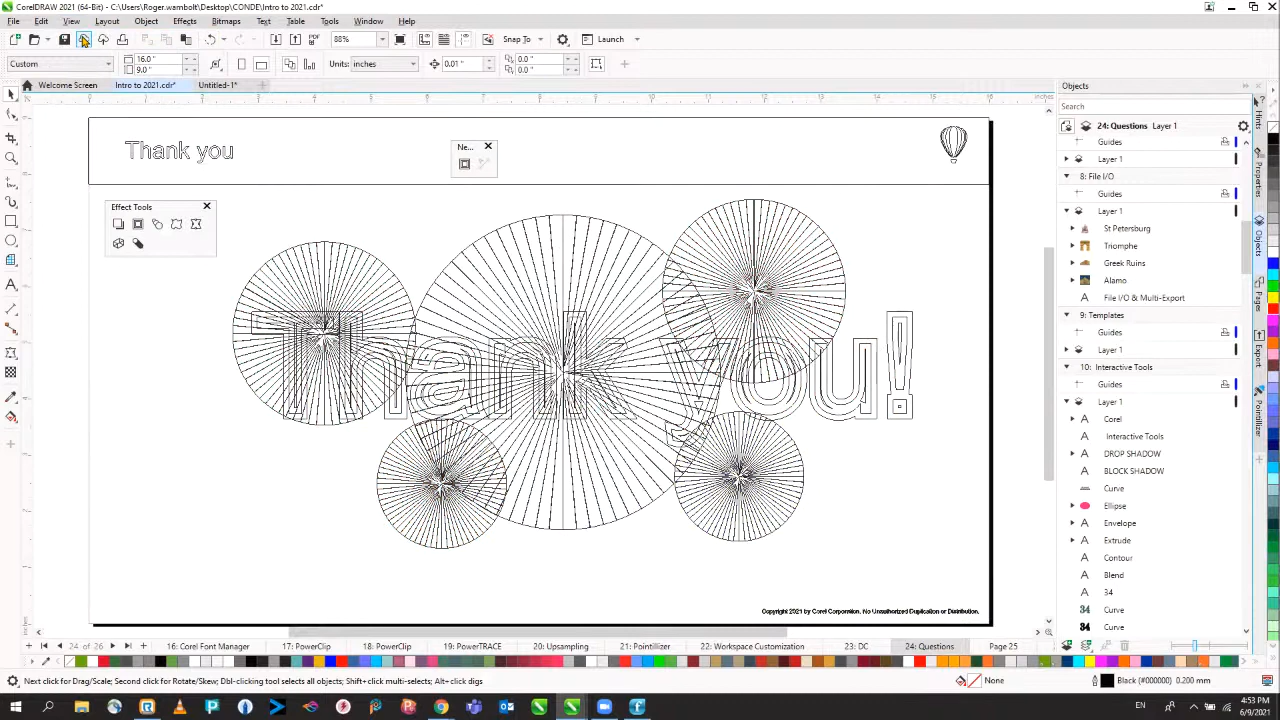 CorelDRAW 2021 (64-Bit) - C:\Users\Roger.wambolt\Desktop\CONDE\Intro to 2021.cdr*
File Edit View Layout Object Effects Bitmaps Text Table Tools Window Help
PDF 88% Snap To Launch
Custom 16.0 " 9.0 " Units: inches 0.01 " 0.0 " 0.0 "
Welcome Screen Intro to 2021.cdr* Untitled-1*
Objects
Search
24: Questions Layer 1
Guides
Layer 1
8: File I/O
Guides
Layer 1
St Petersburg
Triomphe
Greek Ruins
Alamo
File I/O & Multi-Export
9: Templates
Guides
Layer 1
10: Interactive Tools
Guides
Layer 1
Corel
Interactive Tools
DROP SHADOW
BLOCK SHADOW
Curve
Ellipse
Envelope
Extrude
Contour
Blend
34
Curve
Curve
Hints
Properties
Objects
Pages
Export
Pointillizer
inches
Thank you
Ne...
Effect Tools
Thank you!
Copyright 2021 by Corel Corporation, No Unauthorized Duplication or Distribution.
24 of 26 16: Corel Font Manager 17: PowerClip 18: PowerClip 19: PowerTRACE 20: Upsampling 21: Pointillizer 22: Workspace Customization 23: DC 24: Questions Page 25
Next click for Drag/Scale; Second click for Rotate/Skew; Dbl-clicking tool selects all objects; Shift+click multi-selects; Alt+click digs
None Black (#000000) 0.200 mm
EN 4:53 PM
6/9/2021